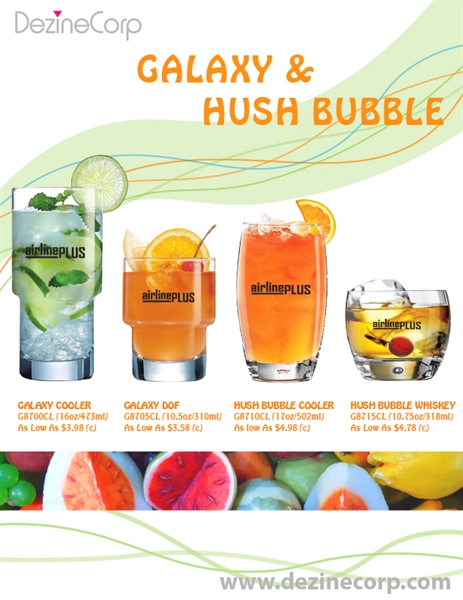 DezineCorp
GALAXY &
HUSH BUBBLE
airlinePLUS
airlinePLUS
airlinePLUS
airlinePLUS
GALAXY COOLER
G8700CL (16oz/473ml)
As Low As $3.98 (c)
GALAXY DOF
G8705CL (10.5oz/310ml)
As Low As $3.58 (c)
HUSH BUBBLE COOLER
G8710CL (17oz/502ml)
As low As $4.98 (c)
HUSH BUBBLE WHISKEY
G8715CL (10.75oz/318ml)
As Low As $4.78 (c)
www.dezinecorp.com